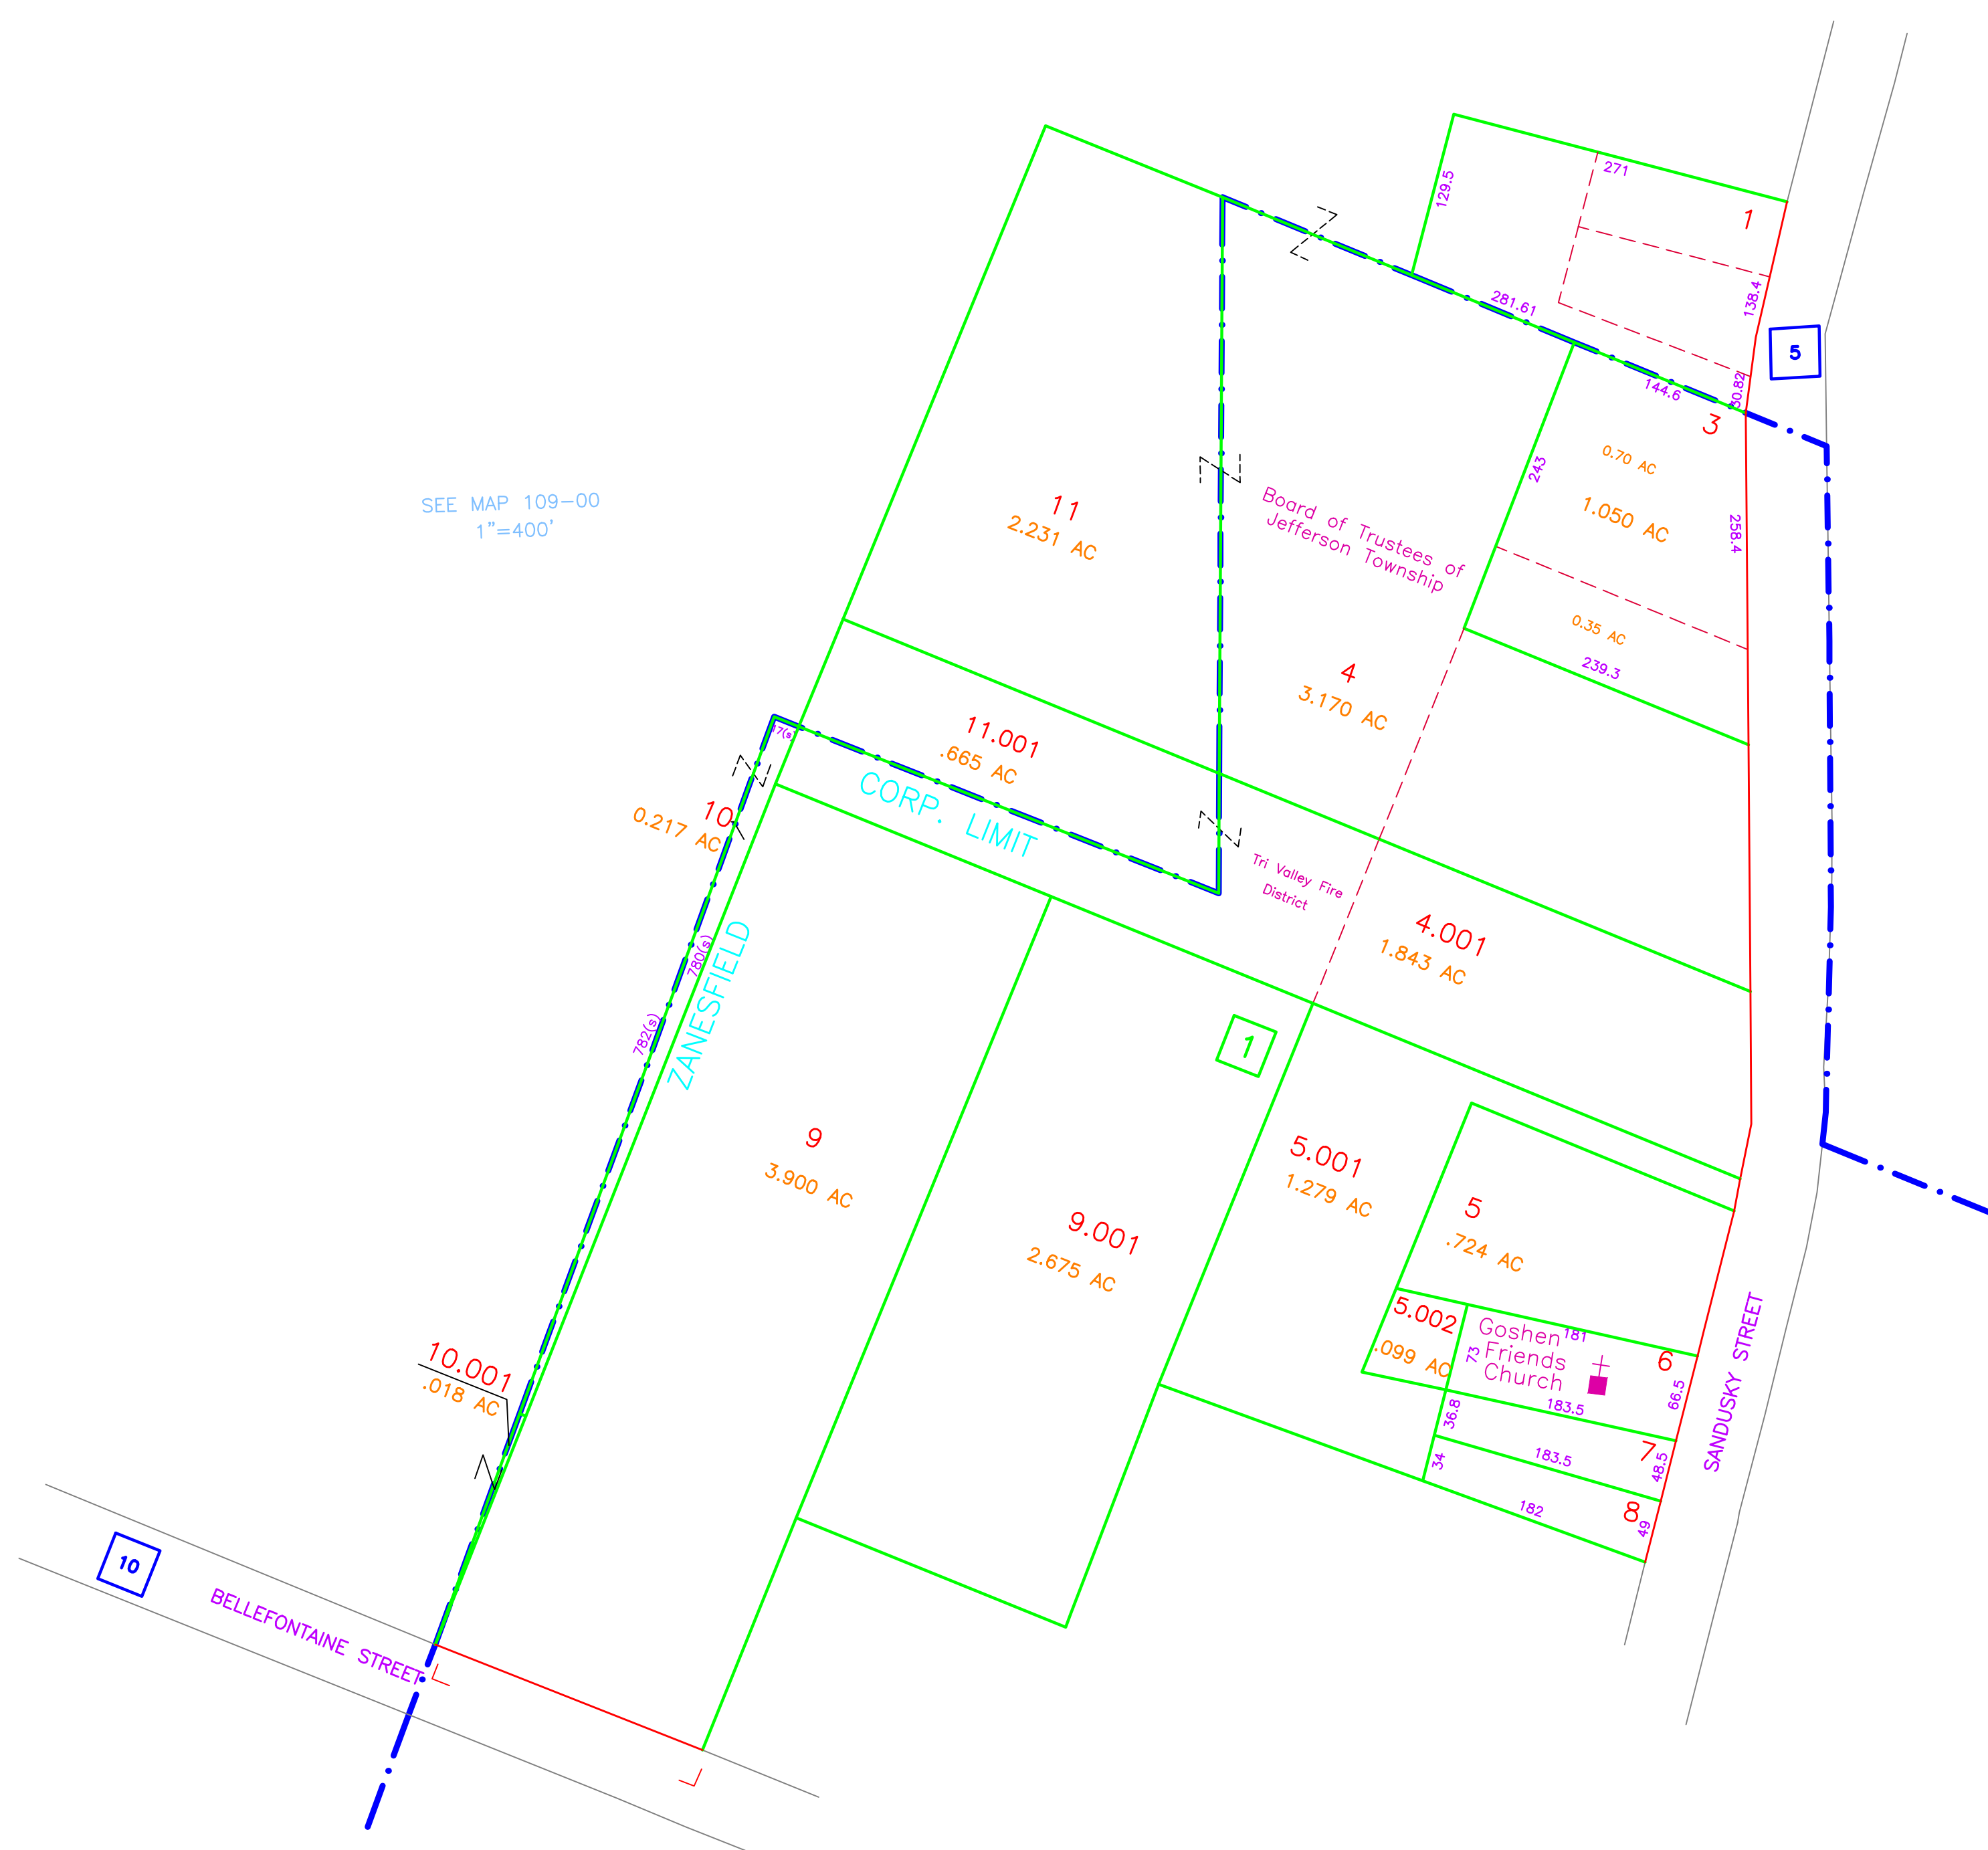 271
129.5
1
138.4
281.61
5
30.82
144.6
3
0.70 AC
243
SEE MAP 109-00
1"=400'
11
2.231 AC
Board of Trustees of
Jefferson Township
1.050 AC
258.4
0.35 AC
239.3
4
3.170 AC
17(s)
11.001
.665 AC
10
0.217 AC
CORP. LIMIT
Tri Valley Fire
District
4.001
1.843 AC
780(s)
ZANESFIELD
782(s)
1
9
3.900 AC
5.001
1.279 AC
5
.724 AC
9.001
2.675 AC
5.002
.099 AC
Goshen
Friends
Church
181
73
6
66.5
183.5
SANDUSKY STREET
10.001
.018 AC
36.8
7
48.5
183.5
34
8
49
182
10
BELLEFONTAINE STREET